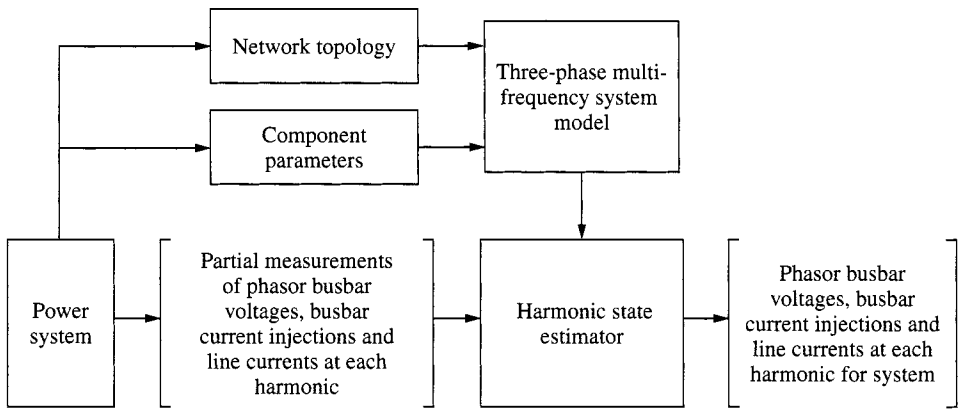 Network topology
Three-phase multi-
frequency system
model
Component
parameters
Power
system
Partial measurements
of phasor busbar
voltages, busbar
current injections and
line currents at each
harmonic
Harmonic state
estimator
Phasor busbar
voltages, busbar
current injections and
line currents at each
harmonic for system